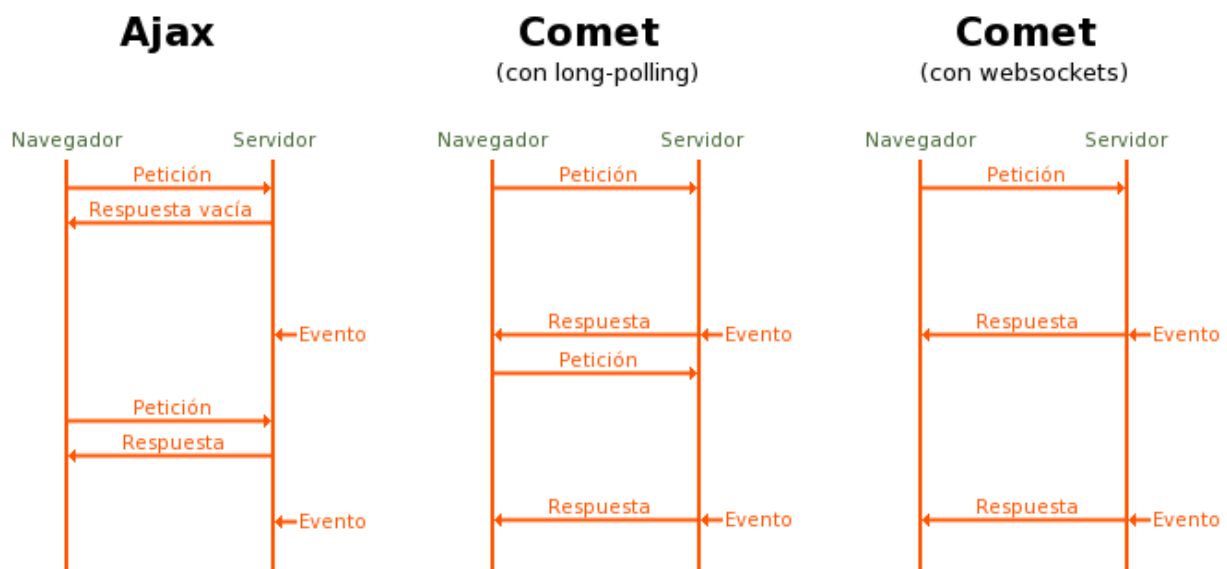 Ajax
Navegador Servidor
Petición
Respuesta vacía
Evento
Petición
Respuesta
Evento
Comet
(con long-polling)
Navegador Servidor
Petición
Respuesta Evento
Petición
Respuesta Evento
Comet
(con websockets)
Navegador Servidor
Petición
Respuesta Evento
Respuesta Evento